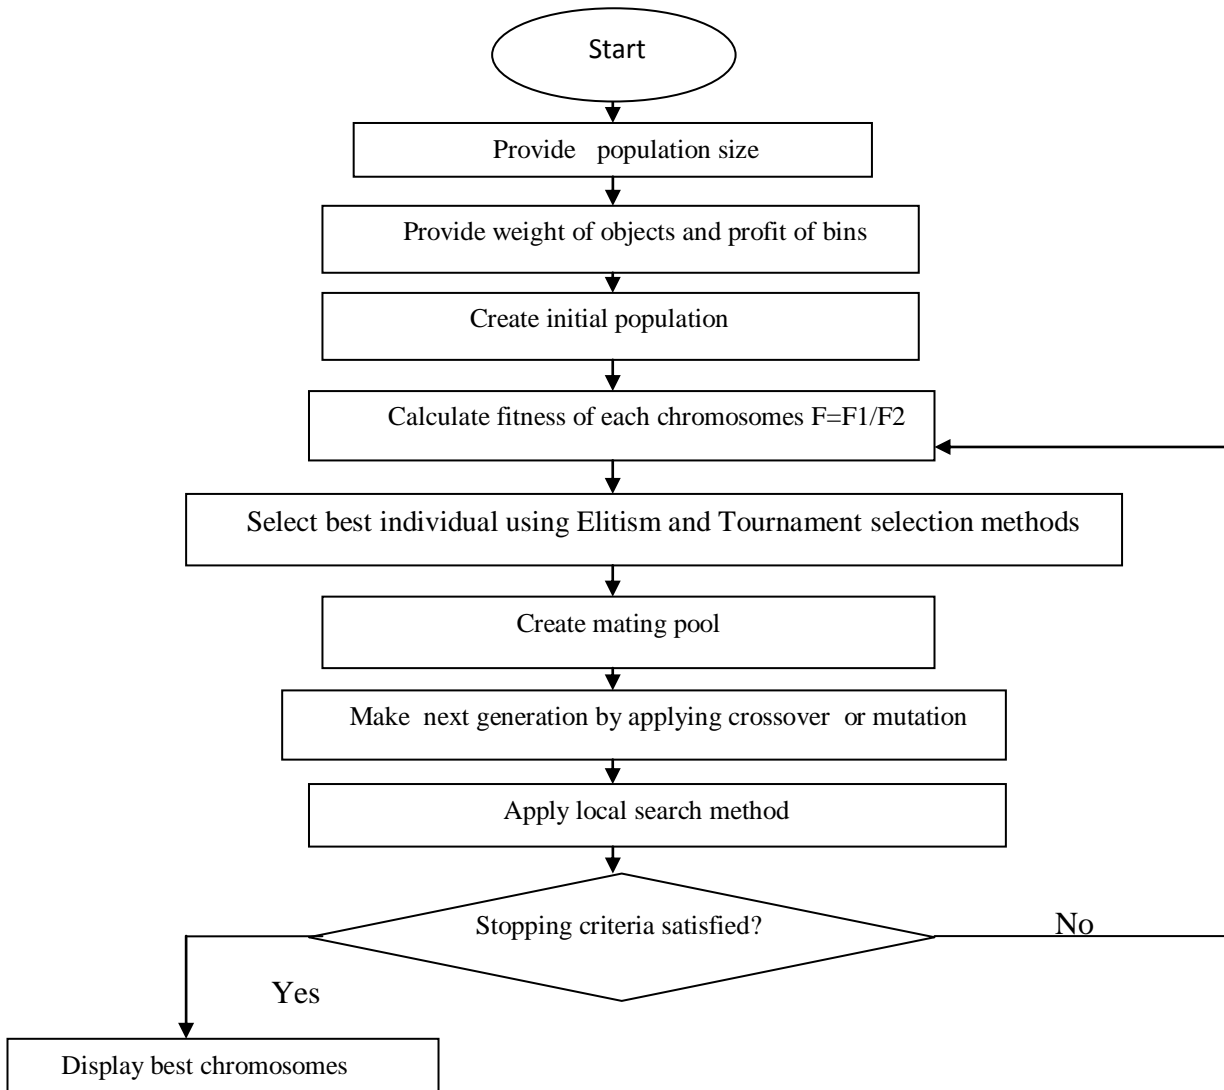 Start
Provide population size
Provide weight of objects and profit of bins
Create initial population
Calculate fitness of each chromosomes F=F1/F2
Select best individual using Elitism and Tournament selection methods
Create mating pool
Make next generation by applying crossover or mutation
Apply local search method
Stopping criteria satisfied?
No
Yes
Display best chromosomes